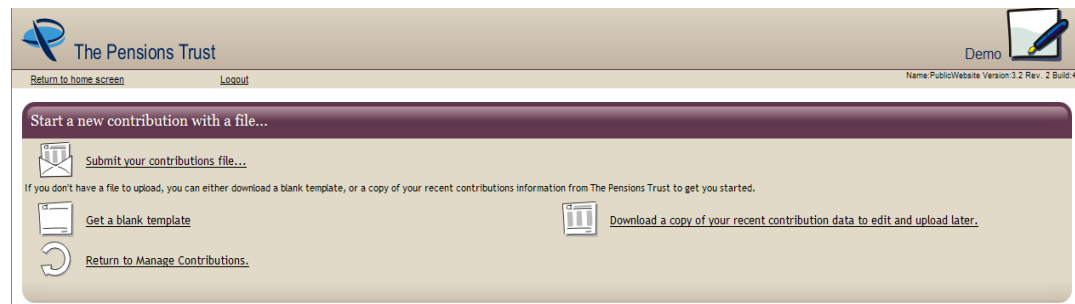 The Pensions Trust
Demo
Return to home screen Logout
Name:PublicWebsite Version:3.2 Rev. 2 Build:
Start a new contribution with a file...
Submit your contributions file...
If you don't have a file to upload, you can either download a blank template, or a copy of your recent contributions information from The Pensions Trust to get you started.
Get a blank template
Download a copy of your recent contribution data to edit and upload later.
Return to Manage Contributions.